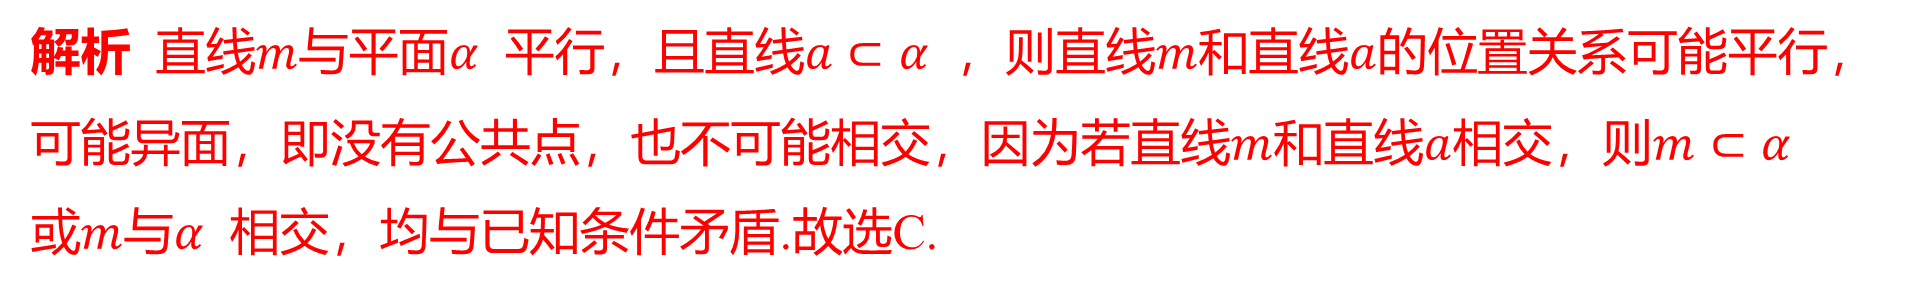 解析 直线m与平面α 平行，且直线a ⊂ α ，则直线m和直线a的位置关系可能平行，
可能异面，即没有公共点，也不可能相交，因为若直线m和直线a相交，则m ⊂ α
或m与α 相交，均与已知条件矛盾.故选C.